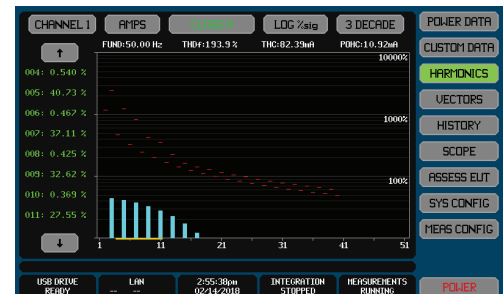 CHANNEL 1 AMPS LOG %sig 3 DECADE POWER DATA
FUND:50.00 Hz THD+:193.9% THC:82.39mA POHC:10.92mA CUSTOM DATA
10000%
004: 0.540 % HARMONICS
005: 40.73 % VECTORS
006: 0.467 % 1000% HISTORY
007: 37.11 %
008: 0.425 % SCOPE
009: 32.62 % 100% ASSESS EUT
010: 0.369 % SYS CONFIG
011: 27.55 %
1 11 21 31 41 51 MEAS CONFIG
USB DRIVE LAN 2:55:38pm INTEGRATION MEASUREMENTS POWER
READY -- -- 02/14/2018 STOPPED RUNNING